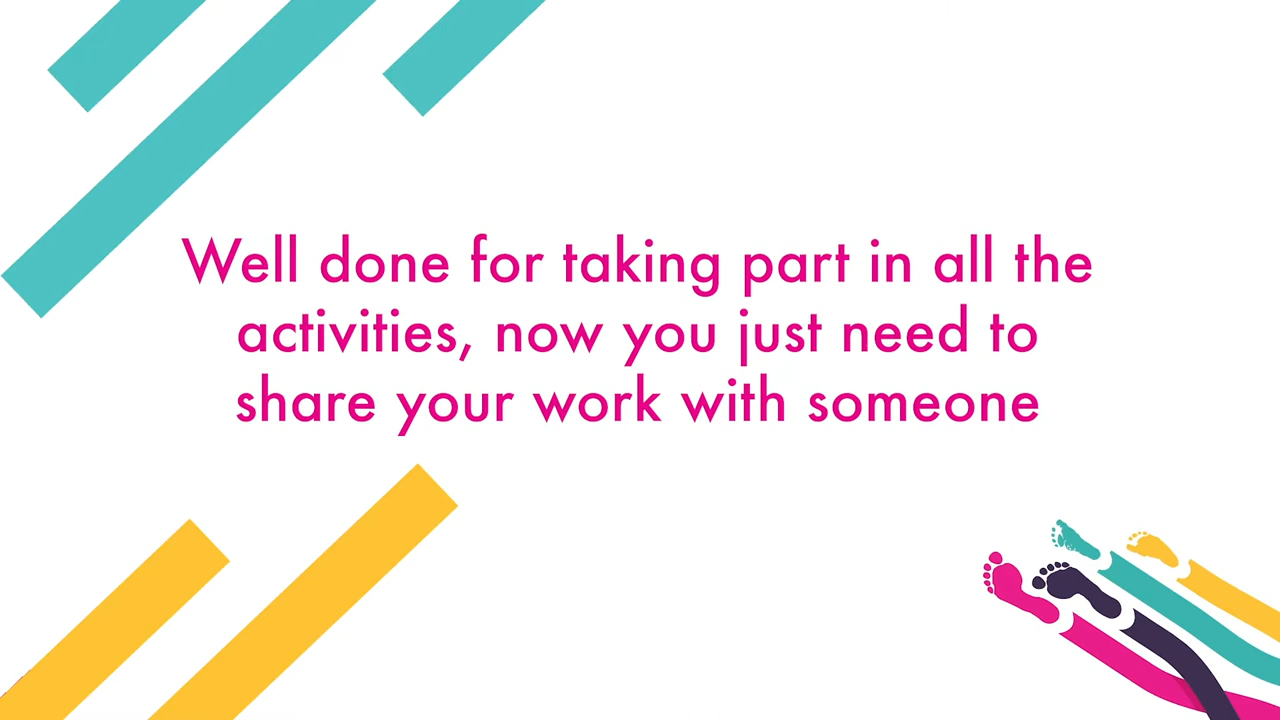 Well done for taking part in all the
activities, now you just need to
share your work with someone